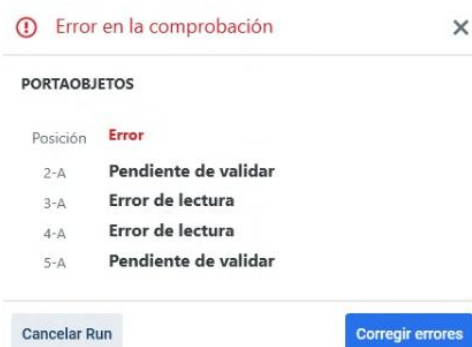 Error en la comprobación
PORTAOBJETOS
Posición Error
2-A Pendiente de validar
3-A Error de lectura
4-A Error de lectura
5-A Pendiente de validar
Cancelar Run Corregir errores